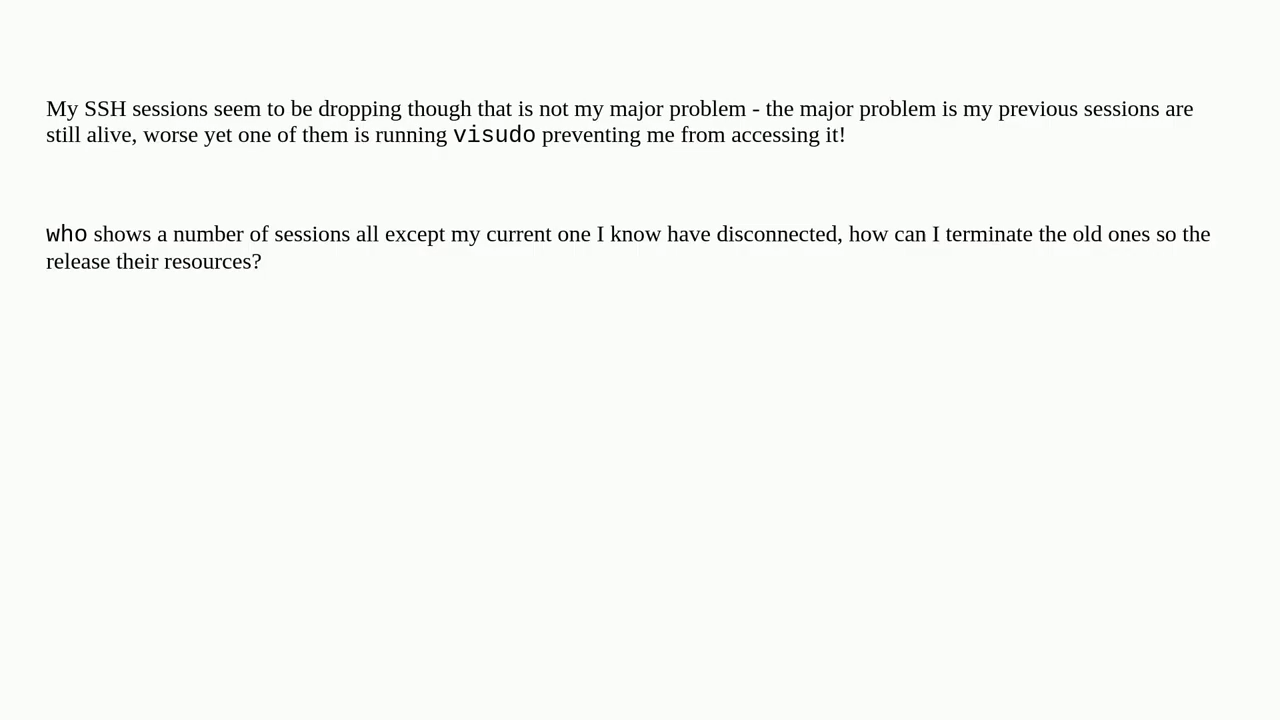 My SSH sessions seem to be dropping though that is not my major problem - the major problem is my previous sessions are
still alive, worse yet one of them is running visudo preventing me from accessing it!
who shows a number of sessions all except my current one I know have disconnected, how can I terminate the old ones so the
release their resources?